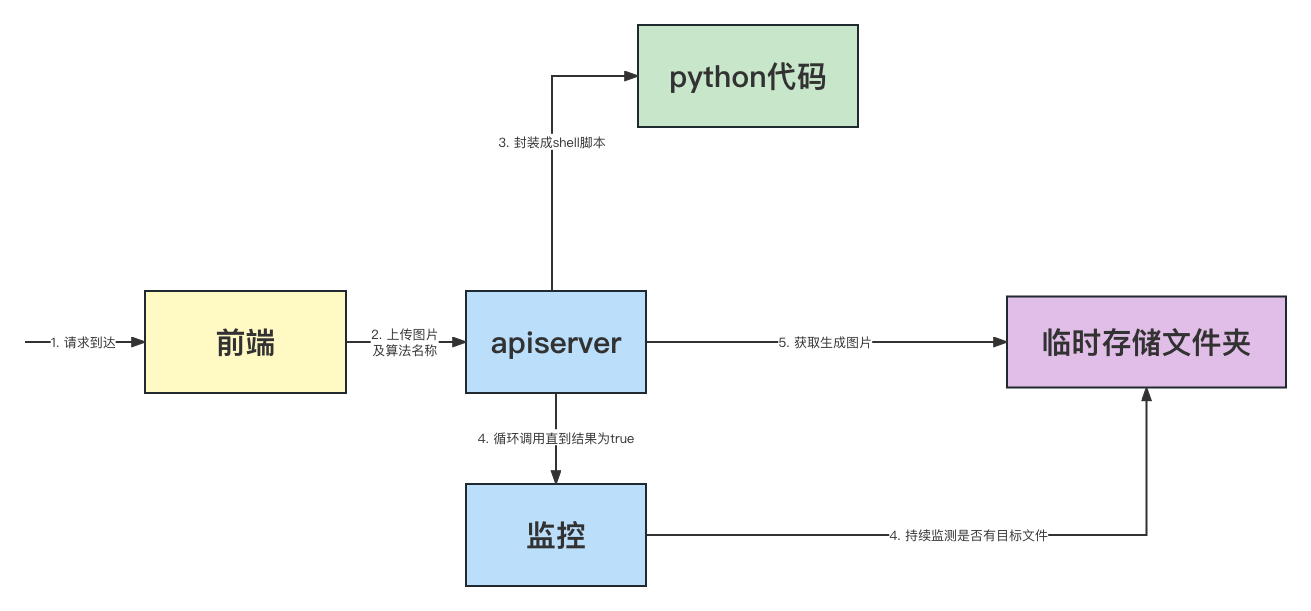 python代码
3. 封装成shell脚本
1. 请求到达
前端
2. 上传图片
及算法名称
apiserver
5. 获取生成图片
临时存储文件夹
4. 循环调用直到结果为true
监控
4. 持续监测是否有目标文件